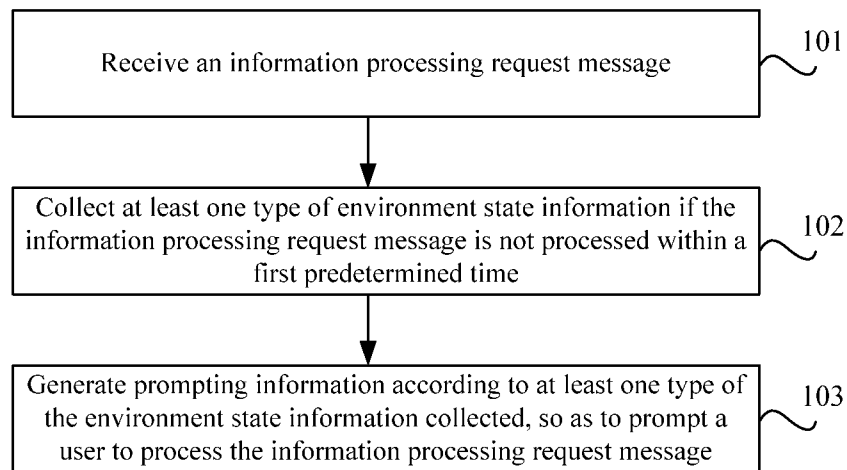 Receive an information processing request message
101
Collect at least one type of environment state information if the
information processing request message is not processed within a
first predetermined time
102
Generate prompting information according to at least one type of
the environment state information collected, so as to prompt a
user to process the information processing request message
103